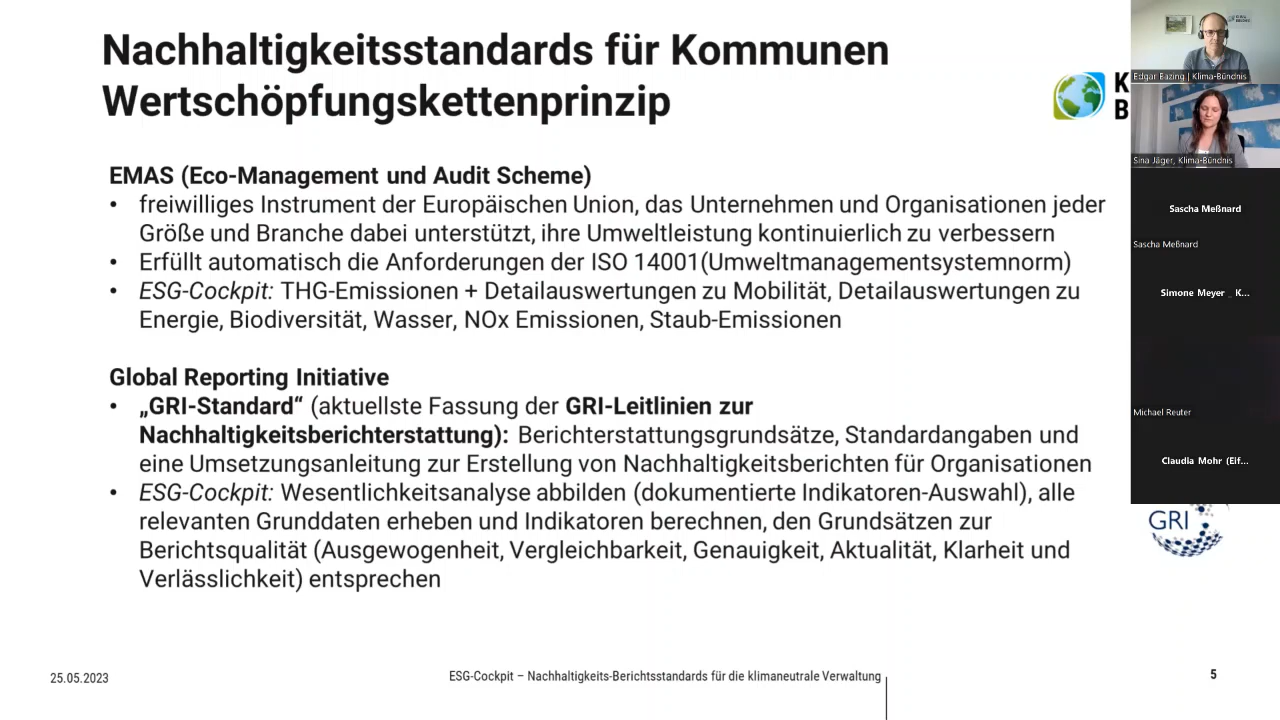 Nachhaltigkeitsstandards für Kommunen
Wertschöpfungskettenprinzip
K
B
EMAS (Eco-Management und Audit Scheme)
• freiwilliges Instrument der Europäischen Union, das Unternehmen und Organisationen jeder
Größe und Branche dabei unterstützt, ihre Umweltleistung kontinuierlich zu verbessern
• Erfüllt automatisch die Anforderungen der ISO 14001(Umweltmanagementsystemnorm)
• ESG-Cockpit: THG-Emissionen + Detailauswertungen zu Mobilität, Detailauswertungen zu
Energie, Biodiversität, Wasser, NOx Emissionen, Staub-Emissionen
Global Reporting Initiative
• „GRI-Standard“ (aktuellste Fassung der GRI-Leitlinien zur
Nachhaltigkeitsberichterstattung): Berichterstattungsgrundsätze, Standardangaben und
eine Umsetzungsanleitung zur Erstellung von Nachhaltigkeitsberichten für Organisationen
• ESG-Cockpit: Wesentlichkeitsanalyse abbilden (dokumentierte Indikatoren-Auswahl), alle
relevanten Grunddaten erheben und Indikatoren berechnen, den Grundsätzen zur
Berichtsqualität (Ausgewogenheit, Vergleichbarkeit, Genauigkeit, Aktualität, Klarheit und
Verlässlichkeit) entsprechen
GRI
25.05.2023
ESG-Cockpit – Nachhaltigkeits-Berichtsstandards für die klimaneutrale Verwaltung
5
Edgar Bazing | Klima-Bündnis
Sina Jäger, Klima-Bündnis
Sascha Meßnard
Sascha Meßnard
Simone Meyer _ K...
Michael Reuter
Claudia Mohr (Eif...